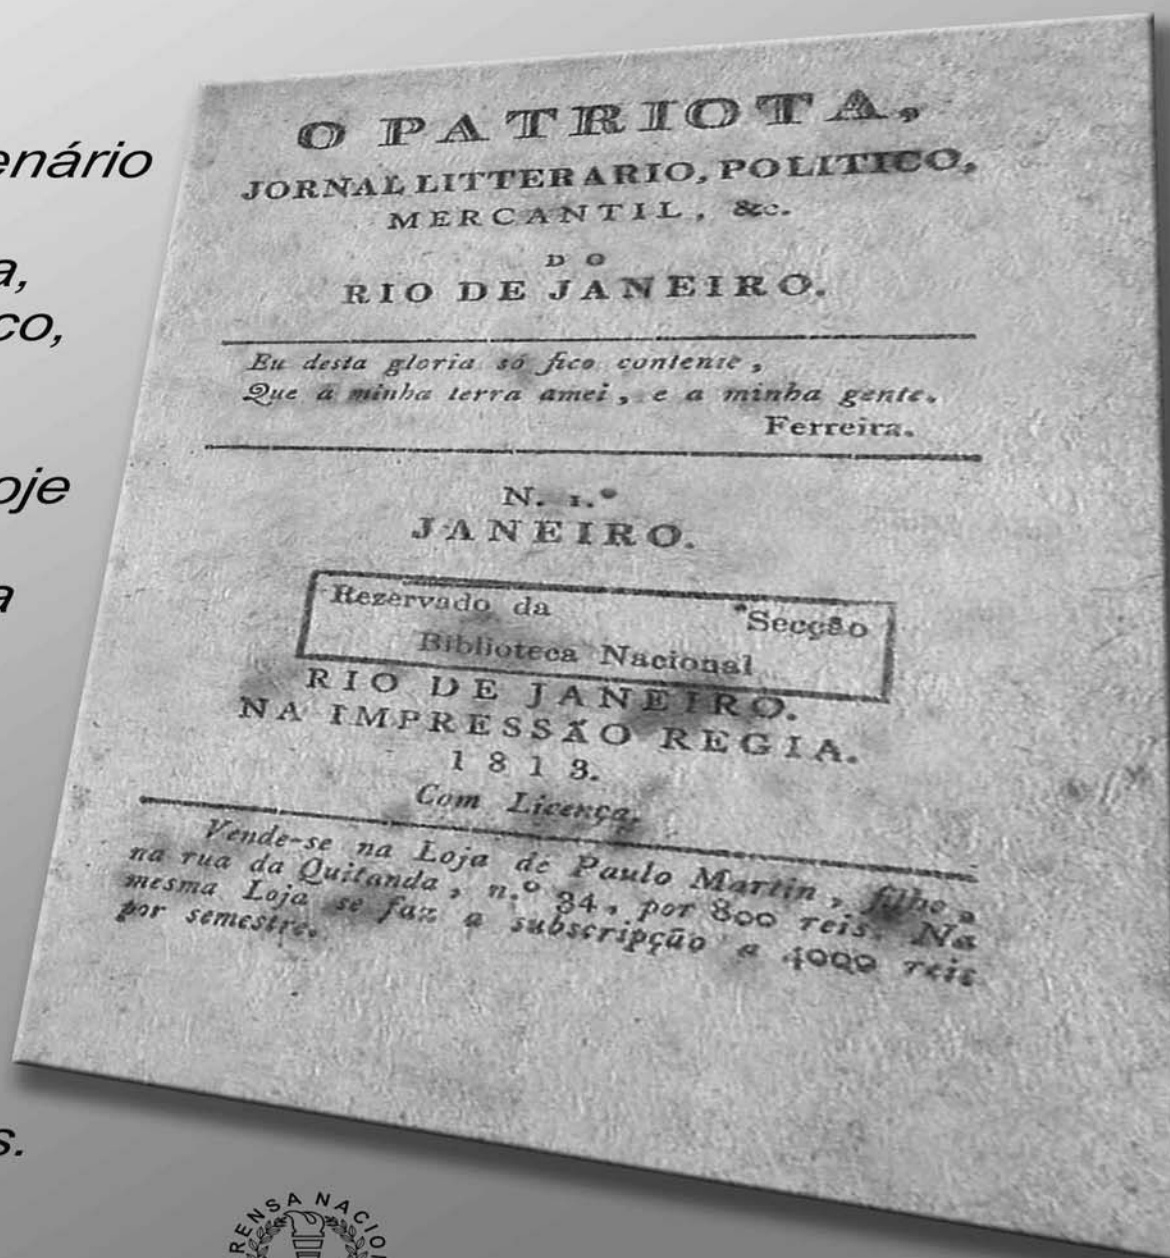 enário
a,
co,
oje
a
s.
O PATRIOTA,
JORNAL LITTERARIO, POLITICO,
MERCANTIL, &c.
DO
RIO DE JANEIRO.
Eu desta gloria só fico contente,
Que á minha terra amei, e a minha gente.
Ferreira.
N. 1.º
JANEIRO.
Rezervado da Secção
Biblioteca Nacional
RIO DE JANEIRO.
NA IMPRESSÃO REGIA.
1813.
Com Licença.
Vende-se na Loja de Paulo Martin, filho,
na rua da Quitanda, n.º 34, por 800 reis. Na
mesma Loja se faz a subscripção a 4000 reis
por semestre.
RENSA NACIO